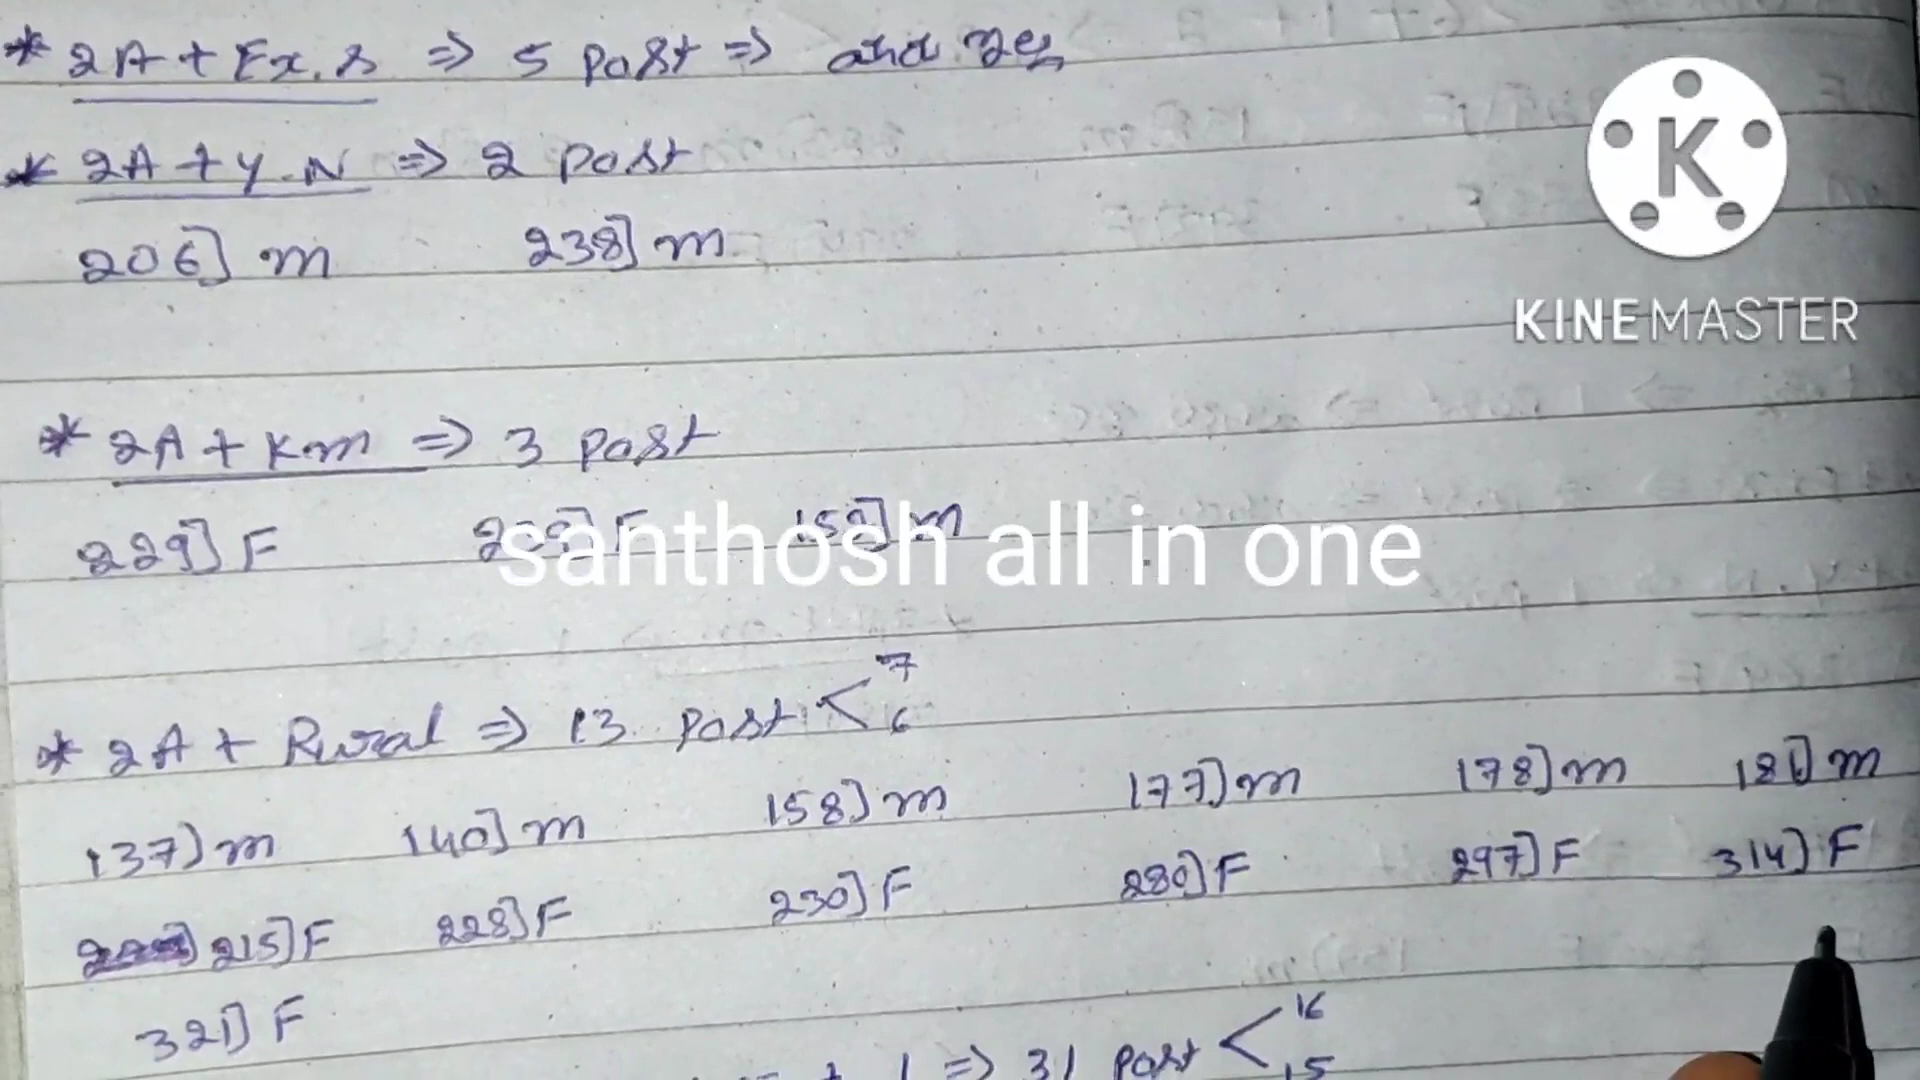 * 2A + Ex. s => 5 Post =>
* 2A + y.N => 2 Post
206] m 238] m
KINEMASTER
* 2A + Km => 3 Post
229] F F m
santhosh all in one
* 2A + Rural => 13 Post < 7 6
137) m 140] m 158] m 177) m 178] m 181] m
215] F 228] F 230] F 280] F 297] F 314) F
321] F
+ 1 => 31 Post < 16 15